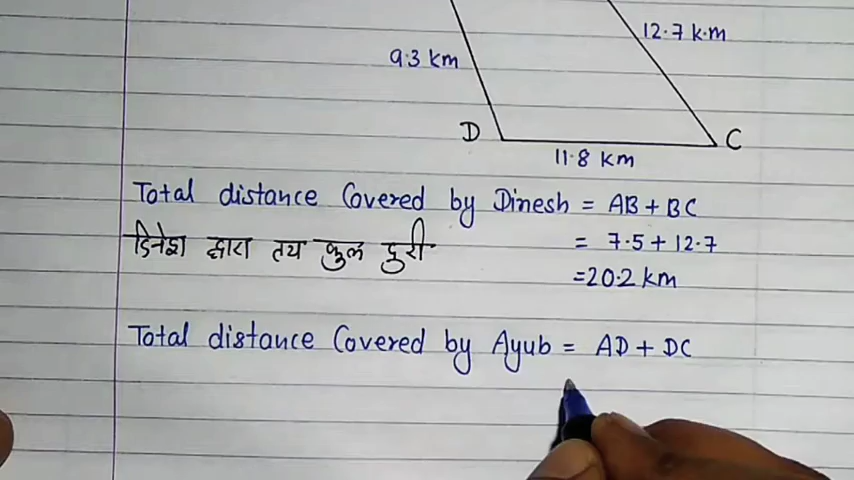 12.7 k.m
9.3 km
D
C
11.8 km
Total distance Covered by Dinesh = AB + BC
डिनेश द्वारा तय कुल दुरी
= 7.5 + 12.7
= 20.2 km
Total distance Covered by Ayub = AD + DC